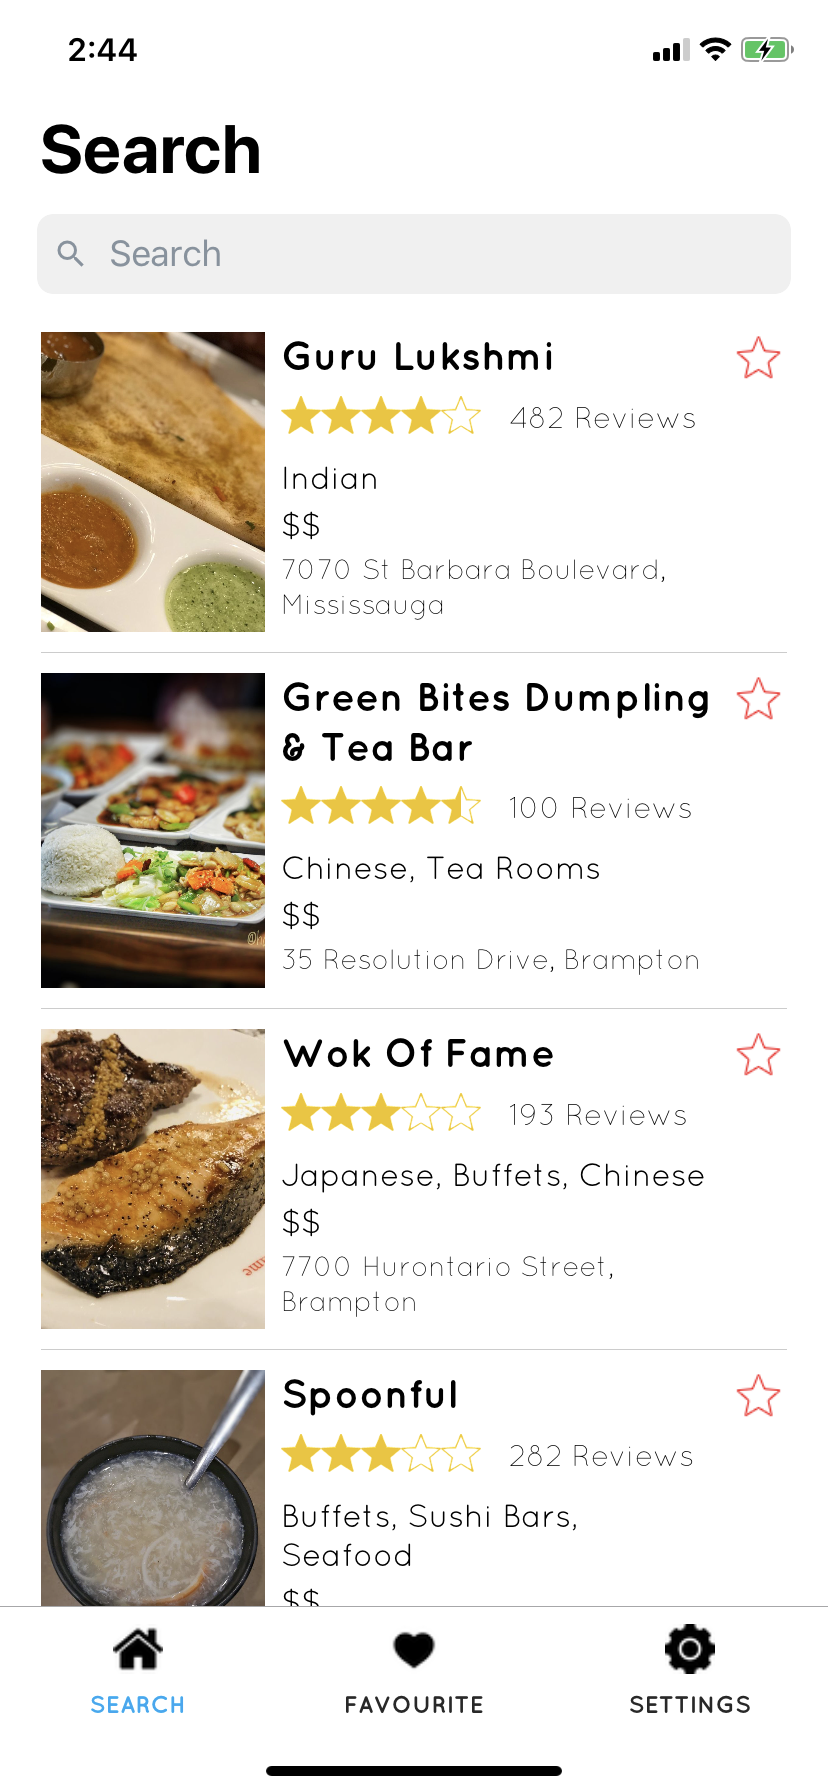 2:44
Search
Search
Guru Lukshmi
482 Reviews
Indian
$$
7070 St Barbara Boulevard,
Mississauga
Green Bites Dumpling
& Tea Bar
100 Reviews
Chinese, Tea Rooms
$$
35 Resolution Drive, Brampton
Wok Of Fame
193 Reviews
Japanese, Buffets, Chinese
$$
7700 Hurontario Street,
Brampton
Spoonful
282 Reviews
Buffets, Sushi Bars,
Seafood
$$
SEARCH
FAVOURITE
SETTINGS